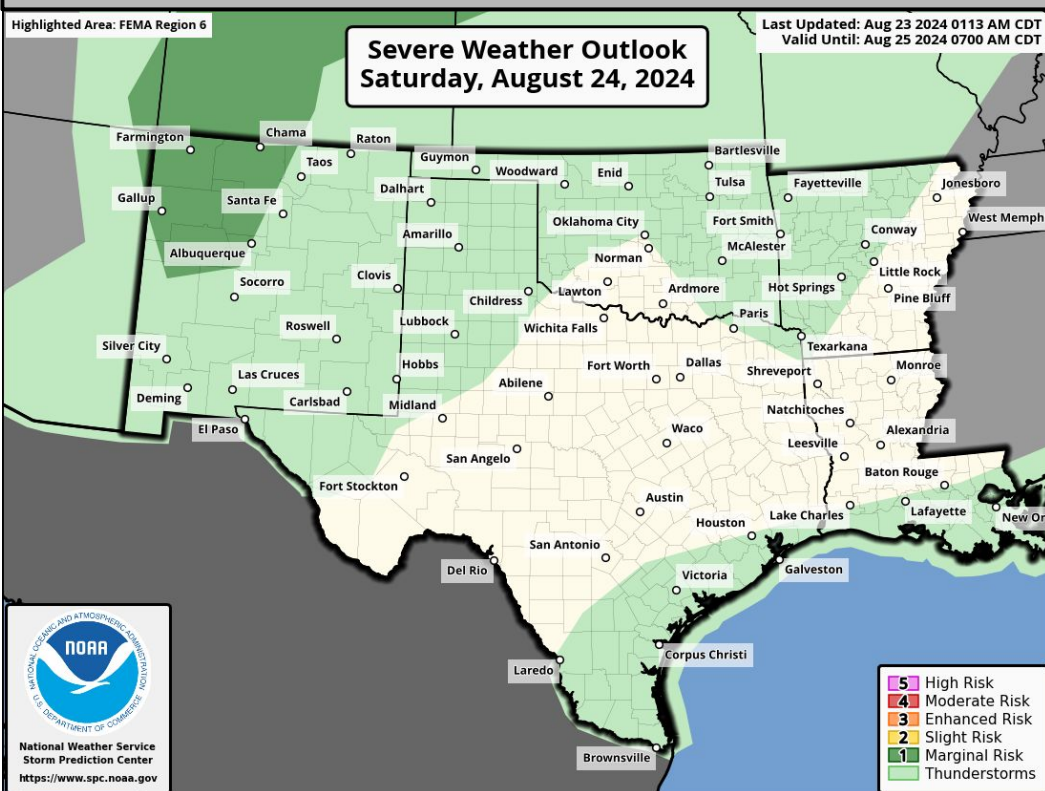 Highlighted Area: FEMA Region 6
Severe Weather Outlook
Saturday, August 24, 2024
Last Updated: Aug 23 2024 0113 AM CDT
Valid Until: Aug 25 2024 0700 AM CDT
Farmington
Chama
Raton
Taos
Guymon
Woodward
Enid
Bartlesville
Tulsa
Fayetteville
Jonesboro
Gallup
Santa Fe
Dalhart
Oklahoma City
Fort Smith
Conway
West Memph
Albuquerque
Amarillo
Norman
McAlester
Little Rock
Socorro
Clovis
Childress
Lawton
Ardmore
Hot Springs
Pine Bluff
Roswell
Lubbock
Wichita Falls
Paris
Texarkana
Silver City
Las Cruces
Hobbs
Fort Worth
Dallas
Shreveport
Monroe
Deming
Carlsbad
Midland
Abilene
Natchitoches
El Paso
Waco
Leesville
Alexandria
San Angelo
Baton Rouge
Fort Stockton
Austin
Lake Charles
Lafayette
New Or
Houston
San Antonio
Del Rio
Victoria
Galveston
Laredo
Corpus Christi
Brownsville
NATIONAL OCEANIC AND ATMOSPHERIC ADMINISTRATION
NOAA
U.S. DEPARTMENT OF COMMERCE
National Weather Service
Storm Prediction Center
https://www.spc.noaa.gov
5 High Risk
4 Moderate Risk
3 Enhanced Risk
2 Slight Risk
1 Marginal Risk
Thunderstorms